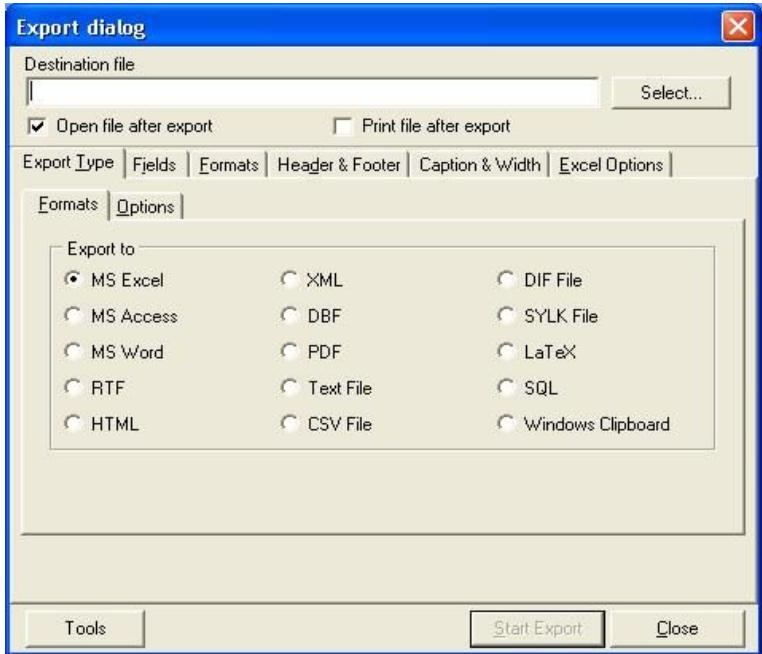 Export dialog
Destination file
Select...
Open file after export Print file after export
Export Type Fields Formats Header & Footer Caption & Width Excel Options
Formats Options
Export to
MS Excel XML DIF File
MS Access DBF SYLK File
MS Word PDF LaTeX
RTF Text File SQL
HTML CSV File Windows Clipboard
Tools Start Export Close